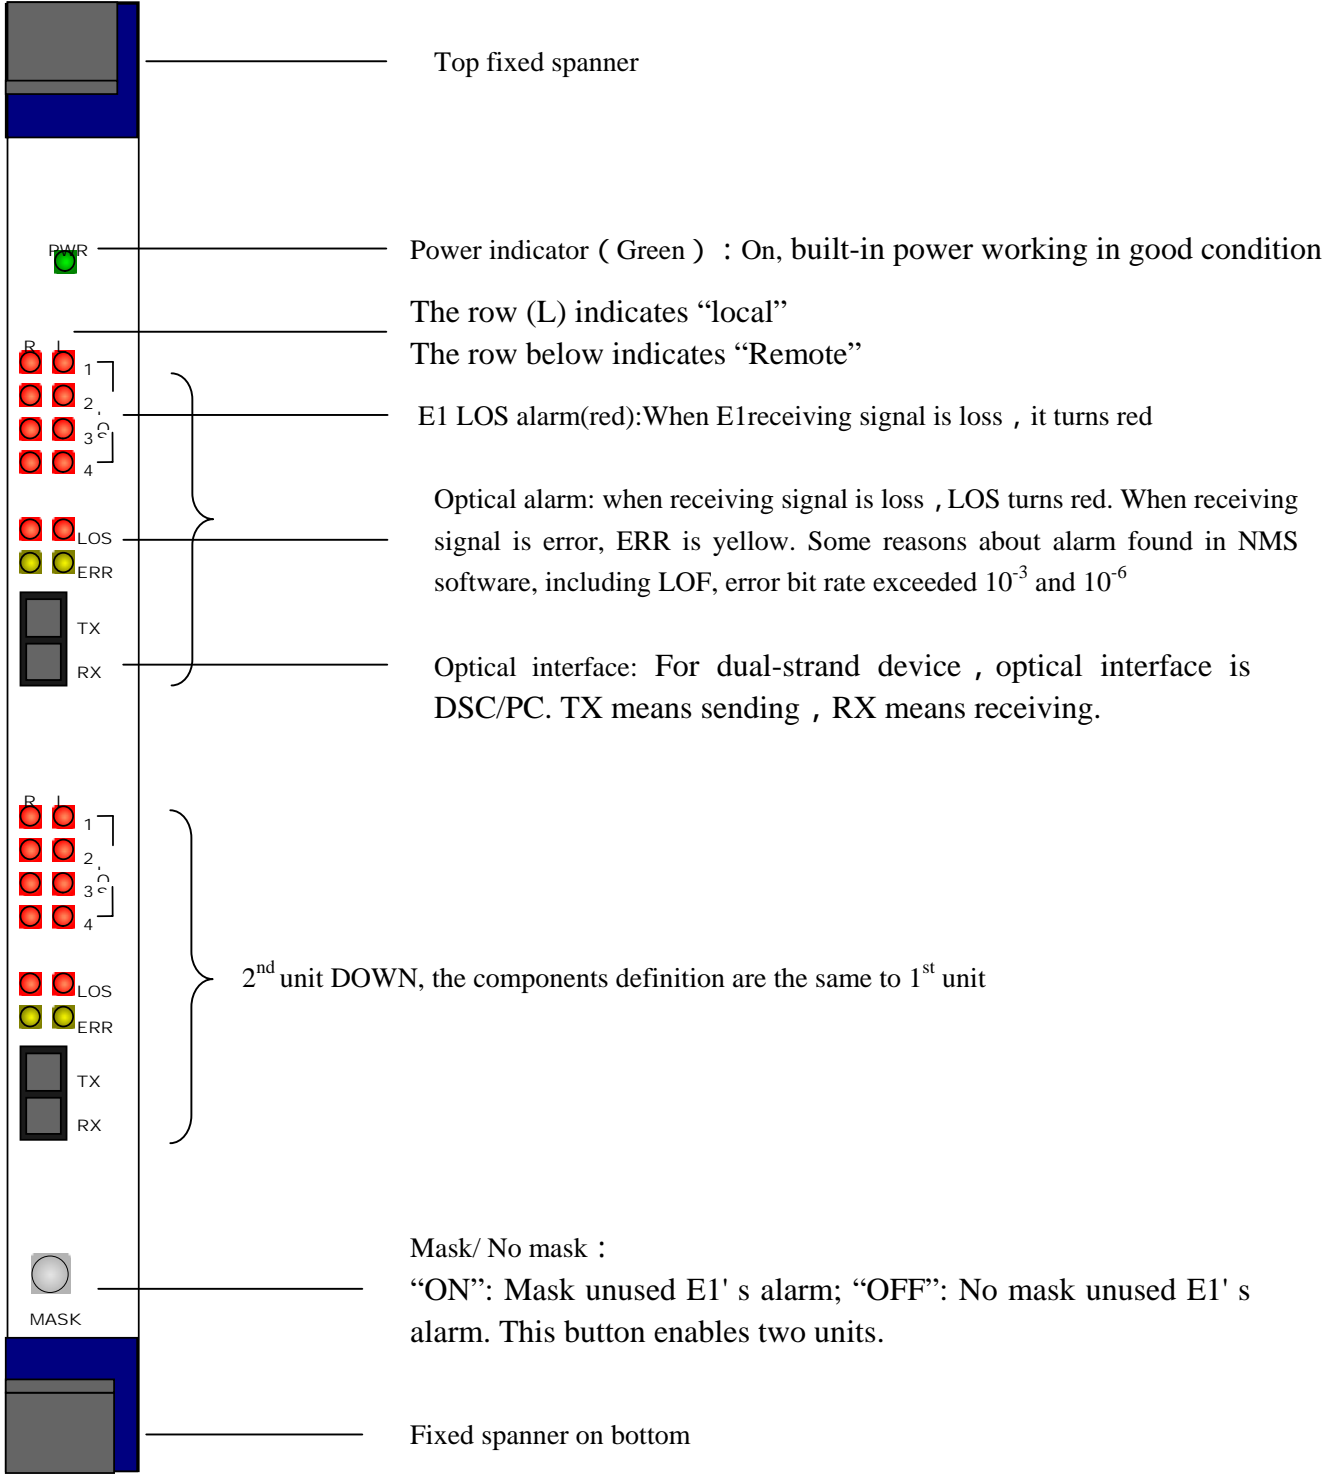 Top fixed spanner
PWR
Power indicator（Green）：On, built-in power working in good condition
The row (L) indicates “local”
The row below indicates “Remote”
R L
1
2
3
4
E1 LOS alarm(red):When E1receiving signal is loss，it turns red
Optical alarm: when receiving signal is loss，LOS turns red. When receiving
signal is error, ERR is yellow. Some reasons about alarm found in NMS
software, including LOF, error bit rate exceeded 10-3 and 10-6
LOS
ERR
TX
RX
Optical interface: For dual-strand device，optical interface is
DSC/PC. TX means sending，RX means receiving.
R L
1
2
3
4
LOS
ERR
TX
RX
2nd unit DOWN, the components definition are the same to 1st unit
Mask/ No mask：
“ON”: Mask unused E1' s alarm; “OFF”: No mask unused E1' s
alarm. This button enables two units.
MASK
Fixed spanner on bottom